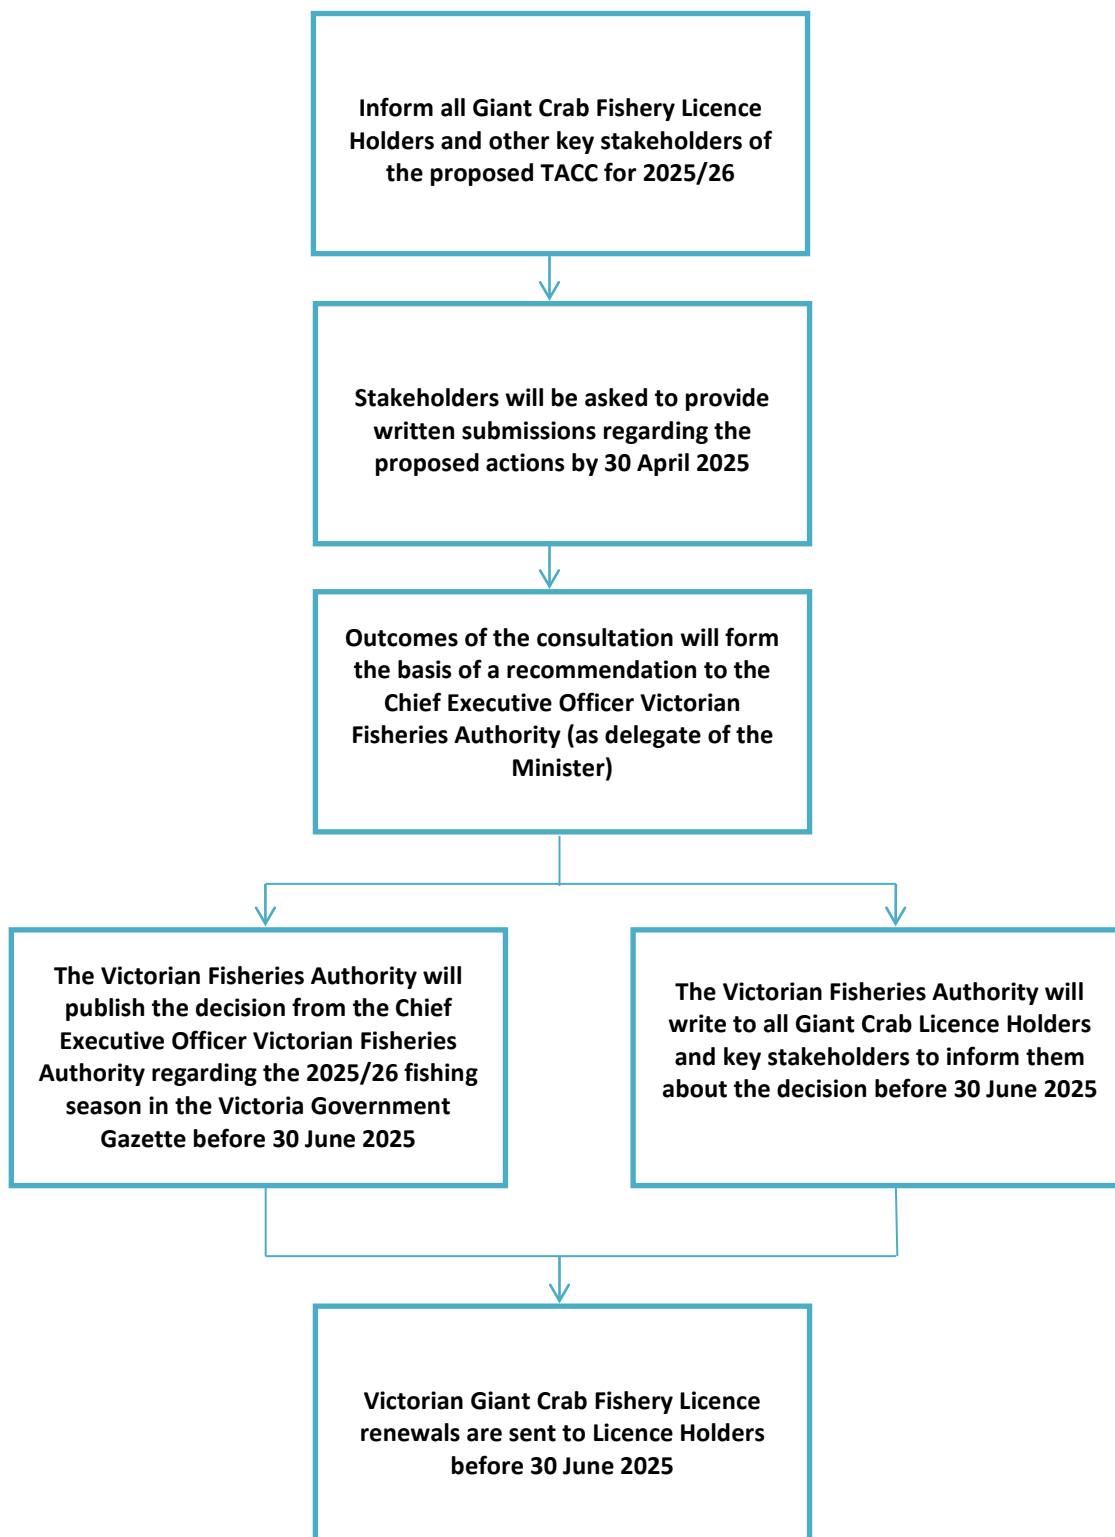 Inform all Giant Crab Fishery Licence
Holders and other key stakeholders of
the proposed TACC for 2025/26
Stakeholders will be asked to provide
written submissions regarding the
proposed actions by 30 April 2025
Outcomes of the consultation will form
the basis of a recommendation to the
Chief Executive Officer Victorian
Fisheries Authority (as delegate of the
Minister)
The Victorian Fisheries Authority will
publish the decision from the Chief
Executive Officer Victorian Fisheries
Authority regarding the 2025/26 fishing
season in the Victoria Government
Gazette before 30 June 2025
The Victorian Fisheries Authority will
write to all Giant Crab Licence Holders
and key stakeholders to inform them
about the decision before 30 June 2025
Victorian Giant Crab Fishery Licence
renewals are sent to Licence Holders
before 30 June 2025